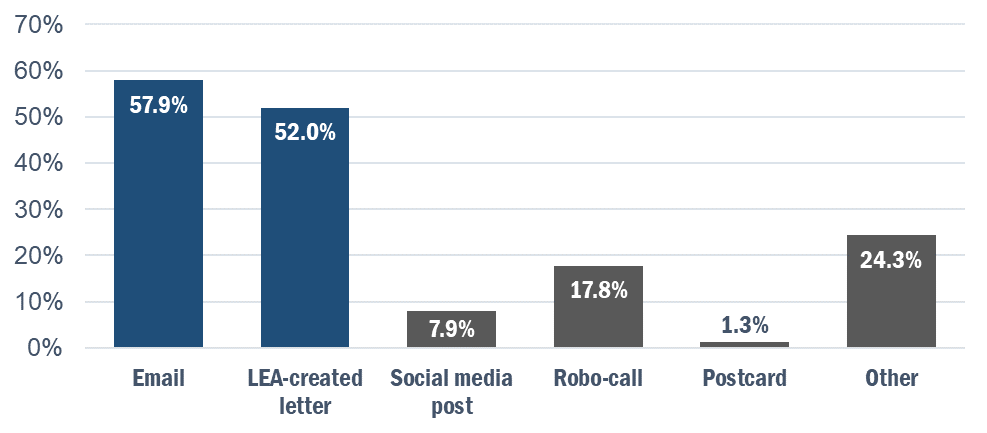 70%
60%
50%
40%
30%
20%
10%
0%
57.9%
52.0%
7.9%
17.8%
1.3%
24.3%
Email
LEA-created
letter
Social media
post
Robo-call
Postcard
Other